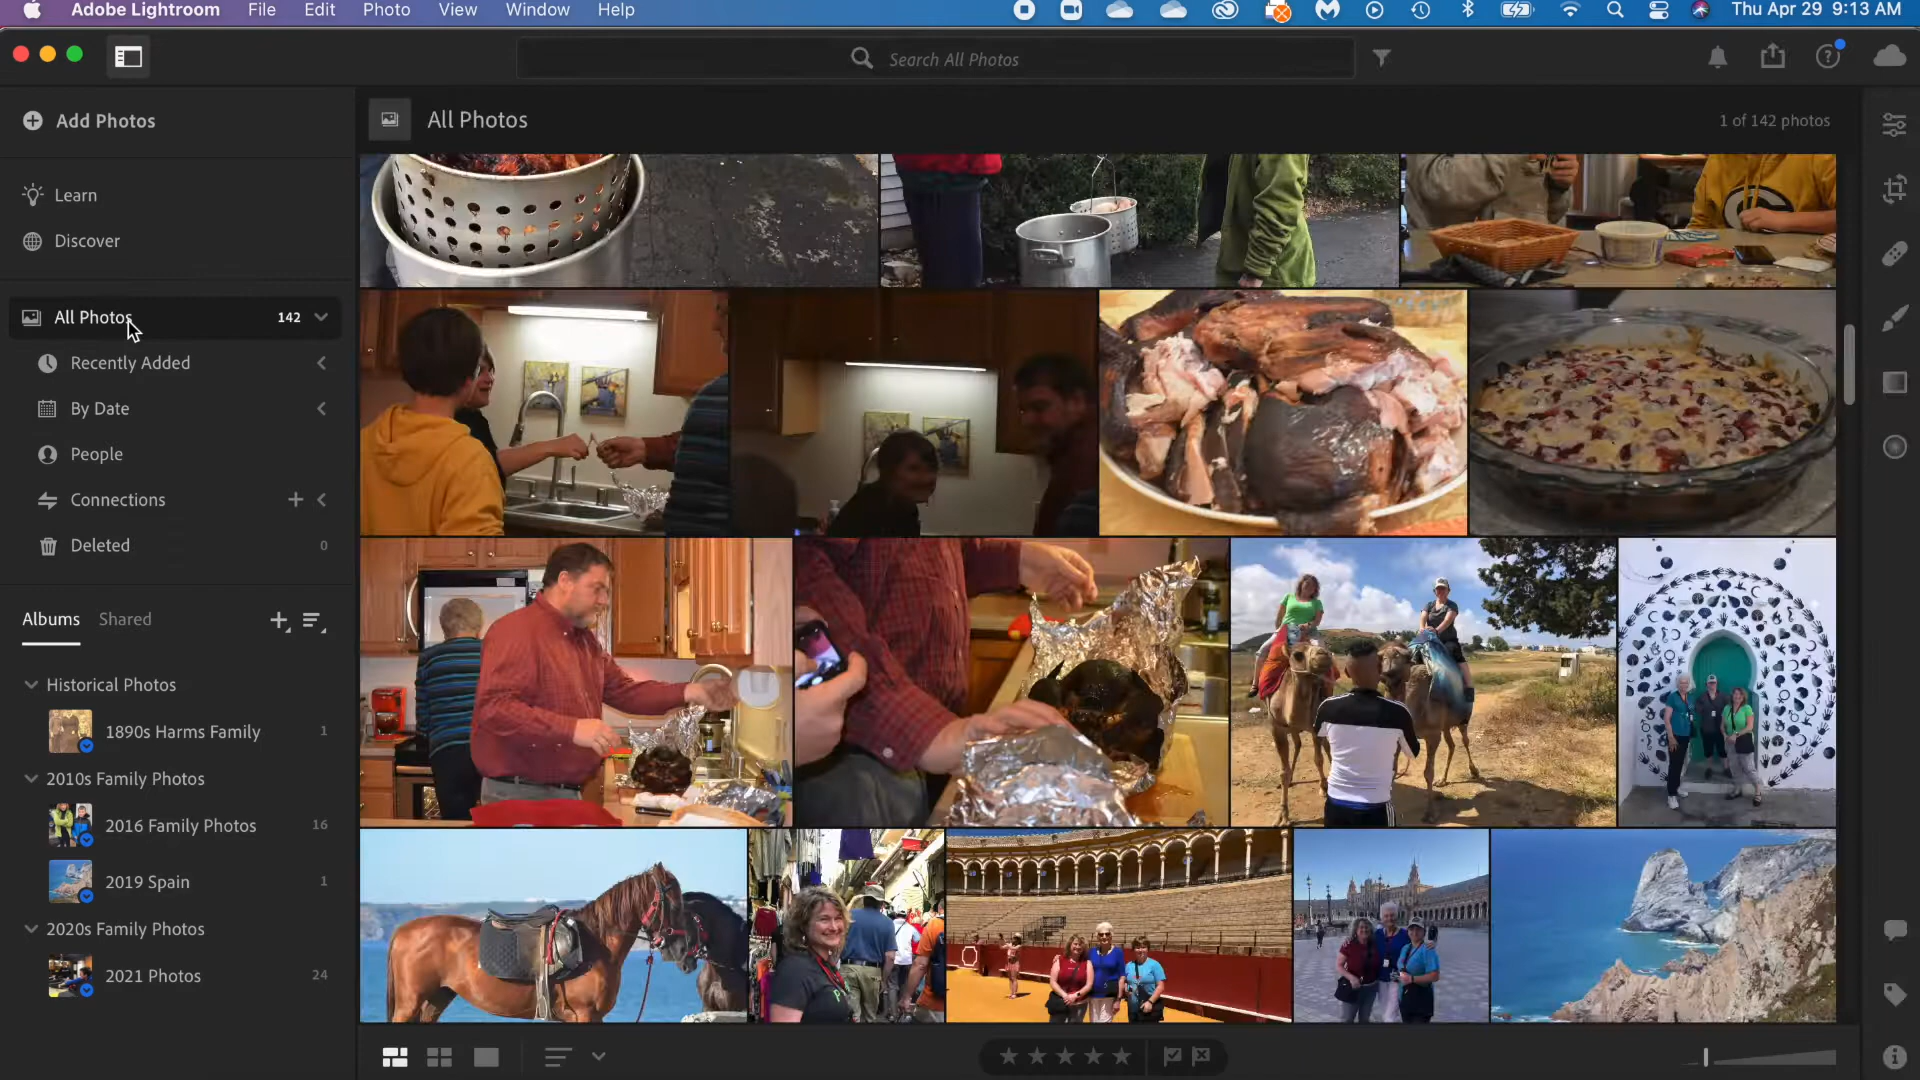 Adobe Lightroom File Edit Photo View Window Help Thu Apr 29 9:13 AM
Search All Photos
Add Photos
All Photos 1 of 142 photos
Learn
Discover
All Photos 142
Recently Added
By Date
People
Connections
Deleted 0
Albums Shared
Historical Photos
1890s Harms Family 1
2010s Family Photos
2016 Family Photos 16
2019 Spain 1
2020s Family Photos
2021 Photos 24